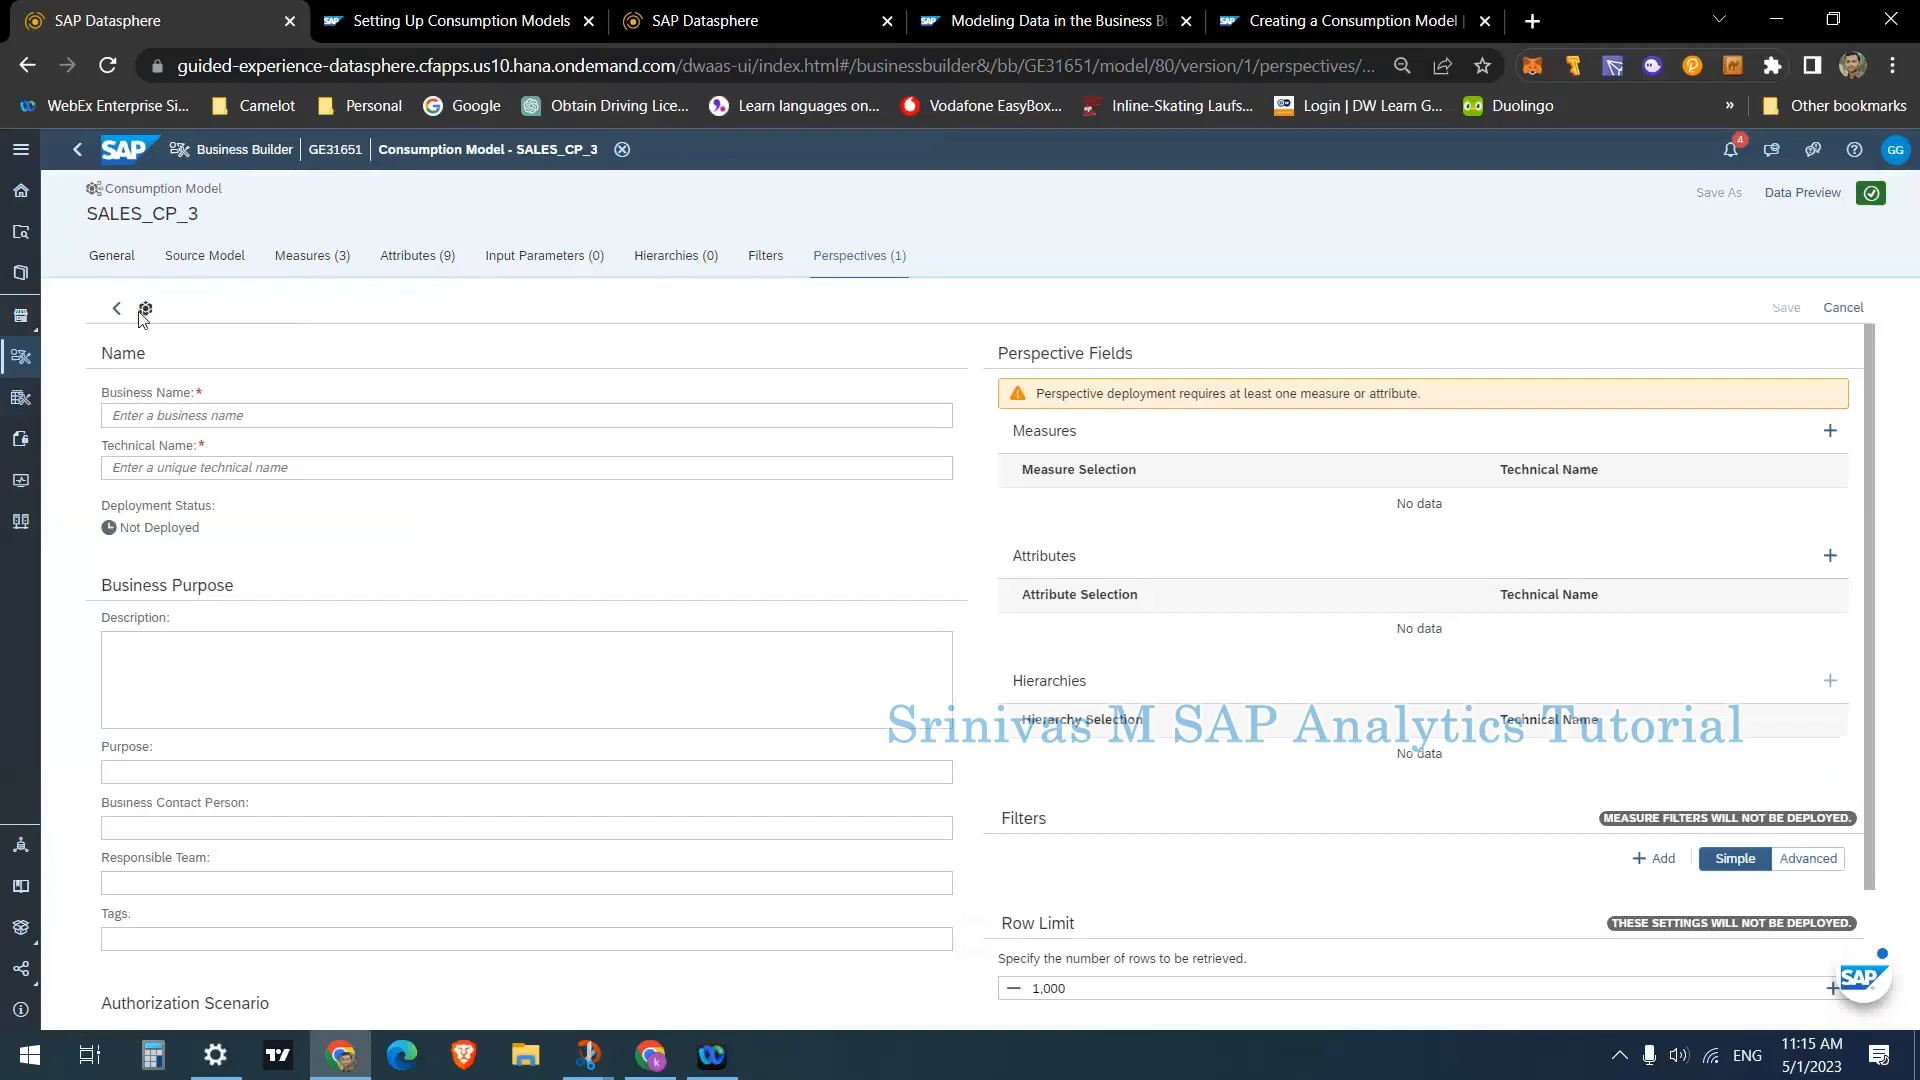 SAP Datasphere
Setting Up Consumption Models
SAP Datasphere
Modeling Data in the Business B
Creating a Consumption Model |
guided-experience-datasphere.cfapps.us10.hana.ondemand.com/dwaas-ui/index.html#/businessbuilder&/bb/GE31651/model/80/version/1/perspectives/...
WebEx Enterprise Si...
Camelot
Personal
Google
Obtain Driving Lice...
Learn languages on...
Vodafone EasyBox...
Inline-Skating Laufs...
Login | DW Learn G...
Duolingo
»
Other bookmarks
SAP
Business Builder
GE31651
Consumption Model - SALES_CP_3
4
GG
Consumption Model
SALES_CP_3
Save As
Data Preview
General
Source Model
Measures (3)
Attributes (9)
Input Parameters (0)
Hierarchies (0)
Filters
Perspectives (1)
Save
Cancel
Name
Business Name:*
Enter a business name
Technical Name:*
Enter a unique technical name
Deployment Status:
Not Deployed
Business Purpose
Description:
Purpose:
Business Contact Person:
Responsible Team:
Tags:
Authorization Scenario
Perspective Fields
Perspective deployment requires at least one measure or attribute.
Measures
Measure Selection
Technical Name
No data
Attributes
Attribute Selection
Technical Name
No data
Hierarchies
Hierarchy Selection
Technical Name
Srinivas M SAP Analytics Tutorial
No data
Filters
MEASURE FILTERS WILL NOT BE DEPLOYED.
Add
Simple
Advanced
Row Limit
THESE SETTINGS WILL NOT BE DEPLOYED.
Specify the number of rows to be retrieved.
1,000
SAP
ENG
11:15 AM
5/1/2023